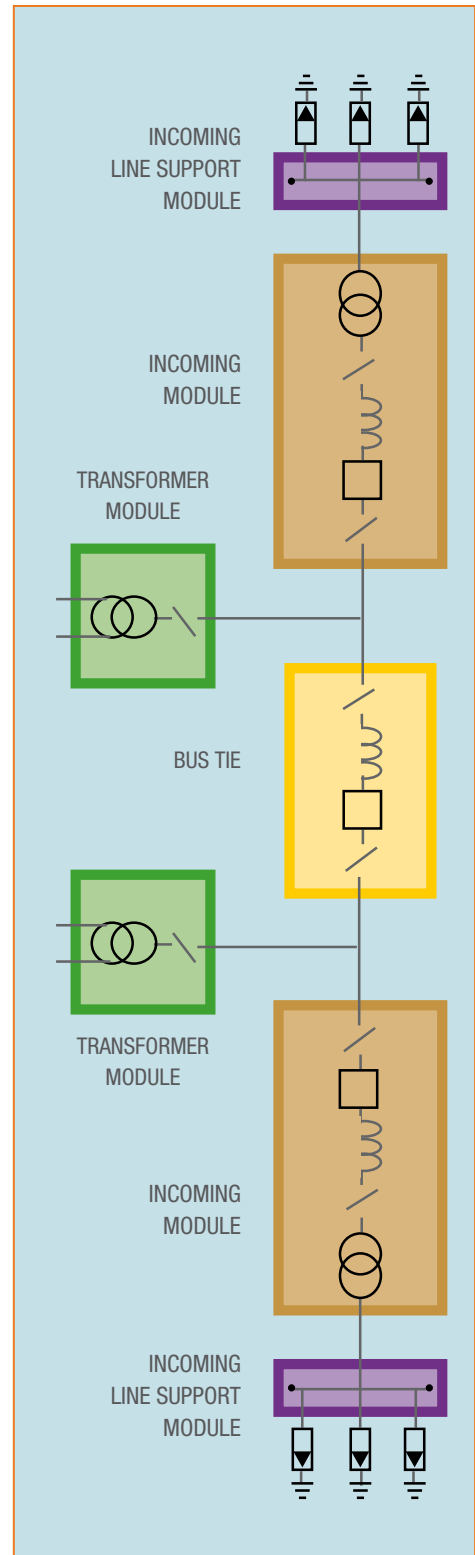 INCOMING
LINE SUPPORT
MODULE
INCOMING
MODULE
TRANSFORMER
MODULE
BUS TIE
TRANSFORMER
MODULE
INCOMING
MODULE
INCOMING
LINE SUPPORT
MODULE